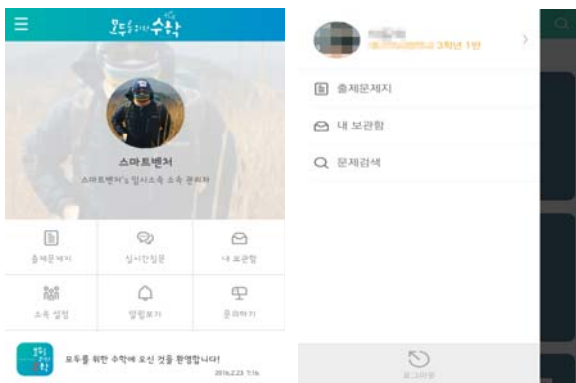 모두를위한 수학
스마트벤처
스마트벤처's 임시소속 소속 관리자
출제문제지
실시간질문
내 보관함
소속 설정
알림보기
문의하기
모두를 위한 수학에 오신 것을 환영합니다!
2016.2.23 7:16
3학년 1반
출제문제지
내 보관함
문제검색
로그아웃